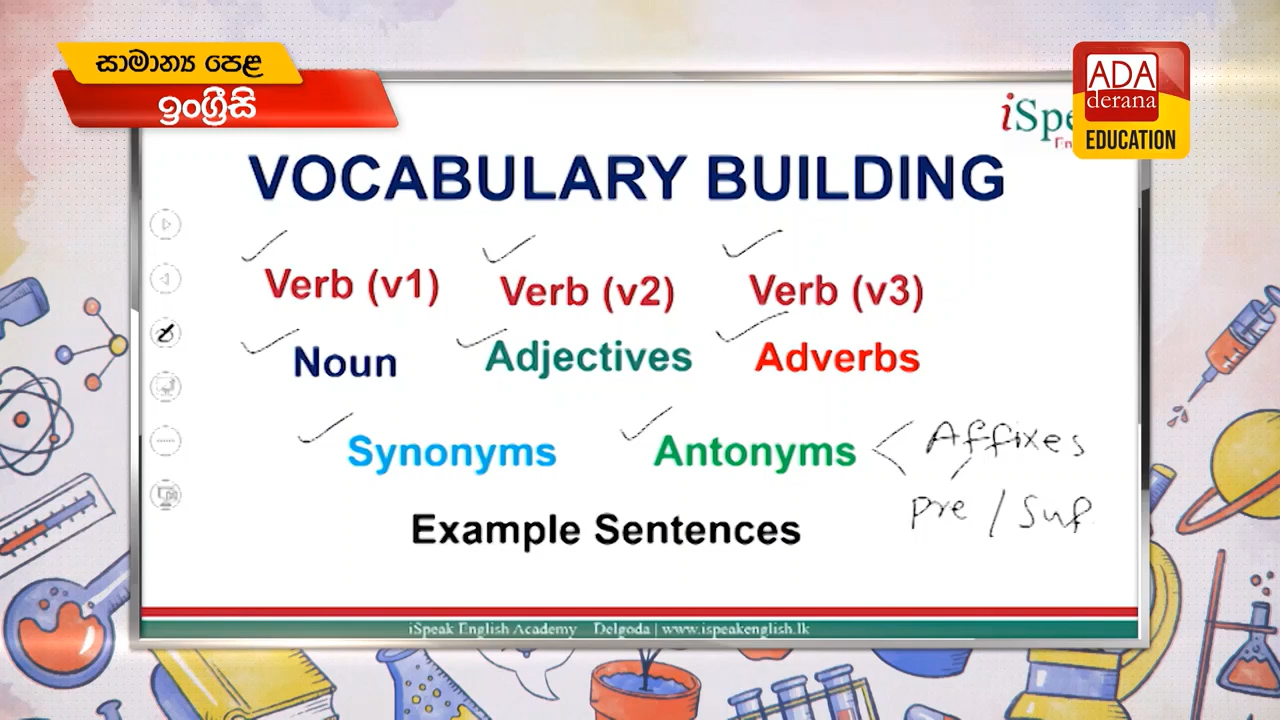 සාමාන්‍ය පෙළ
ඉංග්‍රීසි
ADA
derana
EDUCATION
iSpe
VOCABULARY BUILDING
Verb (v1) Verb (v2) Verb (v3)
Noun Adjectives Adverbs
Synonyms Antonyms < Affixes
pre / suf.
Example Sentences
iSpeak English Academy Delgoda | www.ispeakenglish.lk